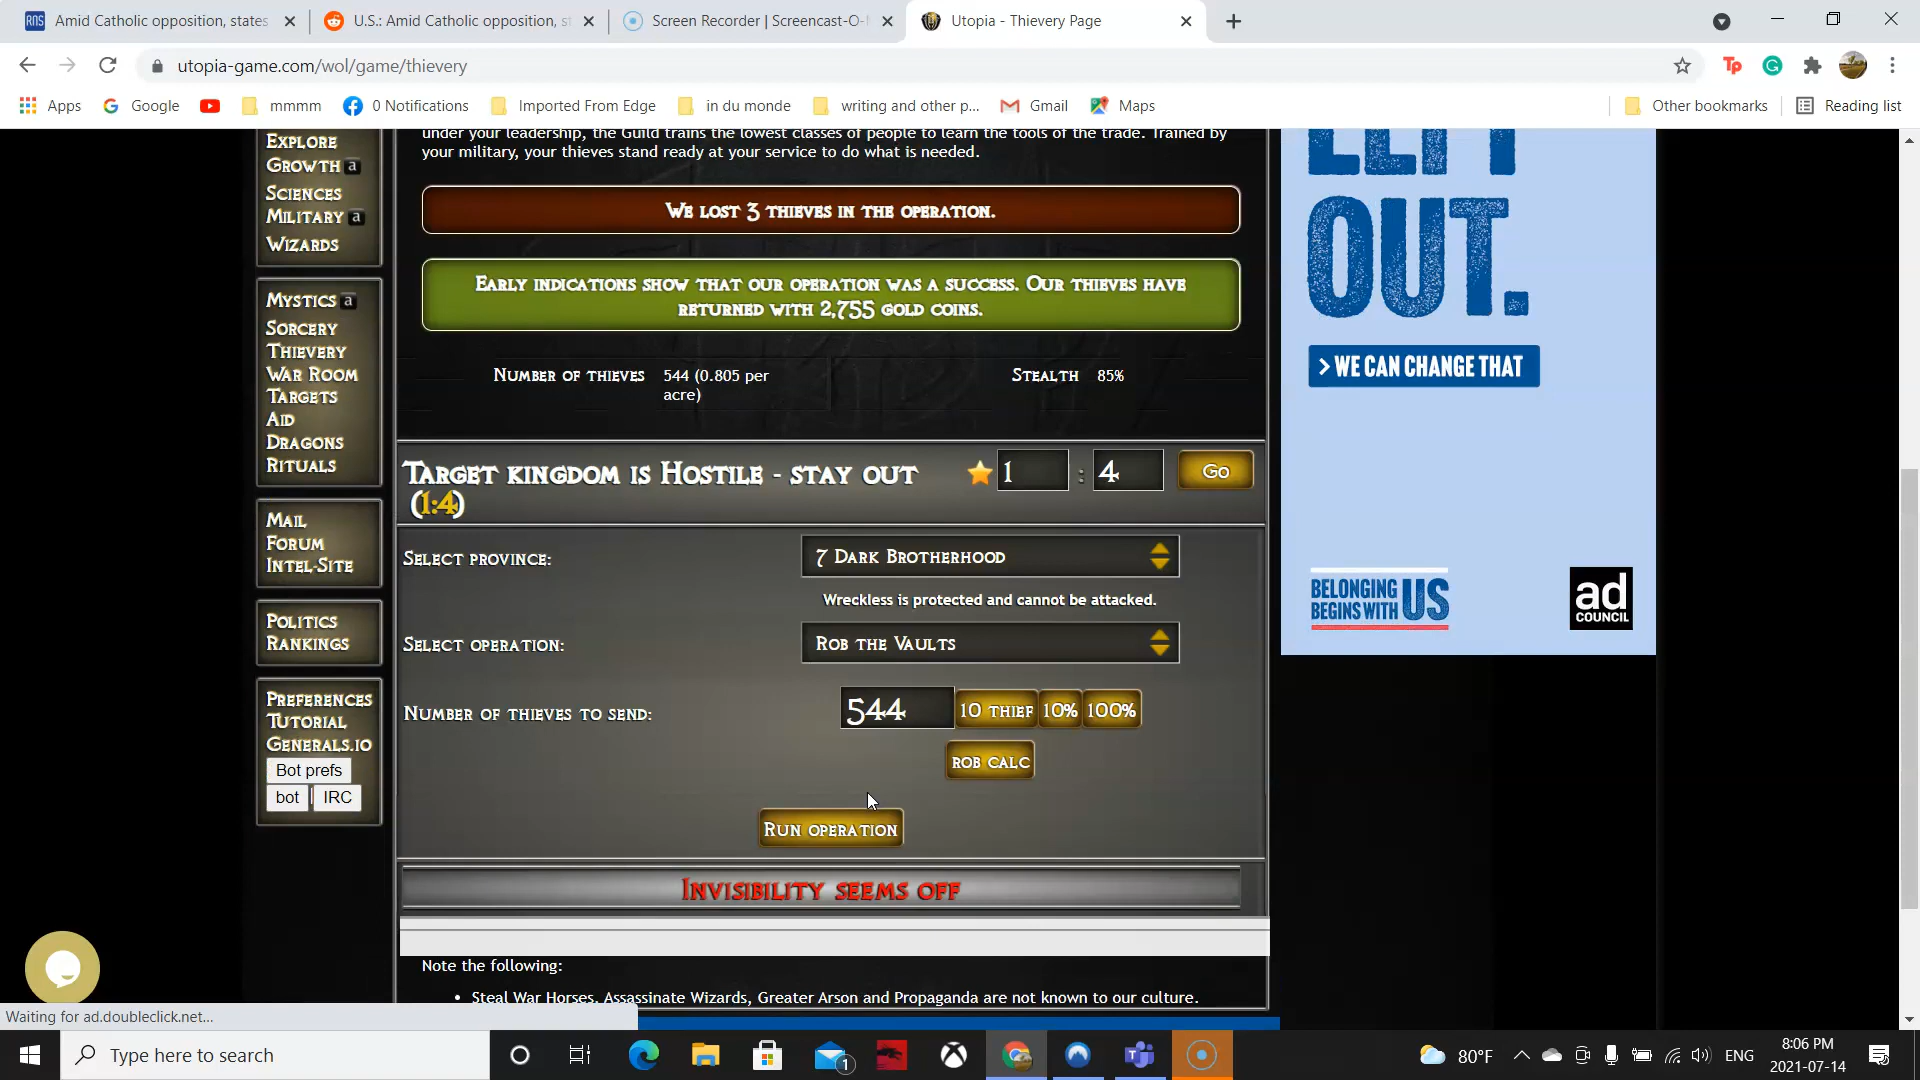 RNS Amid Catholic opposition, states
U.S.: Amid Catholic opposition, s
Screen Recorder | Screencast-O-
Utopia - Thievery Page
utopia-game.com/wol/game/thievery
Tp
Apps
Google
mmmm
0 Notifications
Imported From Edge
in du monde
writing and other p...
Gmail
Maps
Other bookmarks
Reading list
Explore
Growth a
Sciences
Military a
Wizards
Mystics a
Sorcery
Thievery
War Room
Targets
Aid
Dragons
Rituals
Mail
Forum
Intel-Site
Politics
Rankings
Preferences
Tutorial
Generals.io
Bot prefs
bot
IRC
under your leadership, the Guild trains the lowest classes of people to learn the tools of the trade. Trained by
your military, your thieves stand ready at your service to do what is needed.
We lost 3 thieves in the operation.
Early indications show that our operation was a success. Our thieves have
returned with 2,755 gold coins.
Number of thieves 544 (0.805 per
acre)
Stealth 85%
Target kingdom is Hostile - stay out
(1:4)
1 : 4 Go
Select province: 7 Dark Brotherhood
Wreckless is protected and cannot be attacked.
Select operation: Rob the Vaults
Number of thieves to send: 544 10 thief 10% 100%
rob calc
Run operation
Invisibility seems off
Note the following:
• Steal War Horses, Assassinate Wizards, Greater Arson and Propaganda are not known to our culture.
LEFT
OUT.
> WE CAN CHANGE THAT
BELONGING
BEGINS WITH US
ad
COUNCIL
Waiting for ad.doubleclick.net...
Type here to search
1
80°F
ENG
8:06 PM
2021-07-14